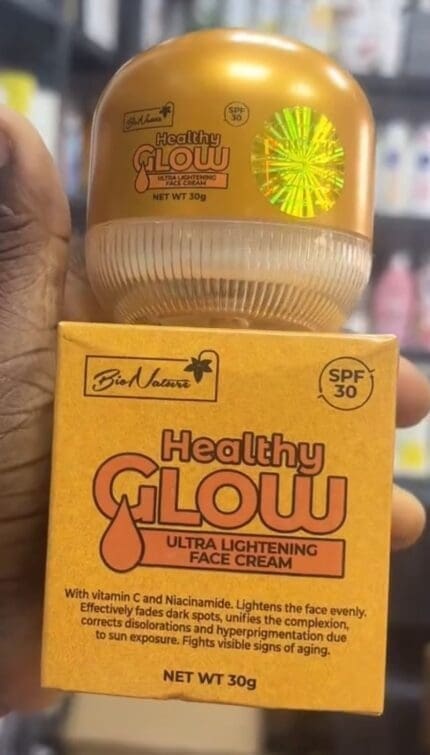 BioNature
SPF
30
Healthy
GLOW
ULTRA LIGHTENING
FACE CREAM
NET WT 30g
BioNature
SPF
30
Healthy
GLOW
ULTRA LIGHTENING
FACE CREAM
With vitamin C and Niacinamide. Lightens the face evenly.
Effectively fades dark spots, unifies the complexion,
corrects disolorations and hyperprigmentation due
to sun exposure. Fights visible signs of aging.
NET WT 30g